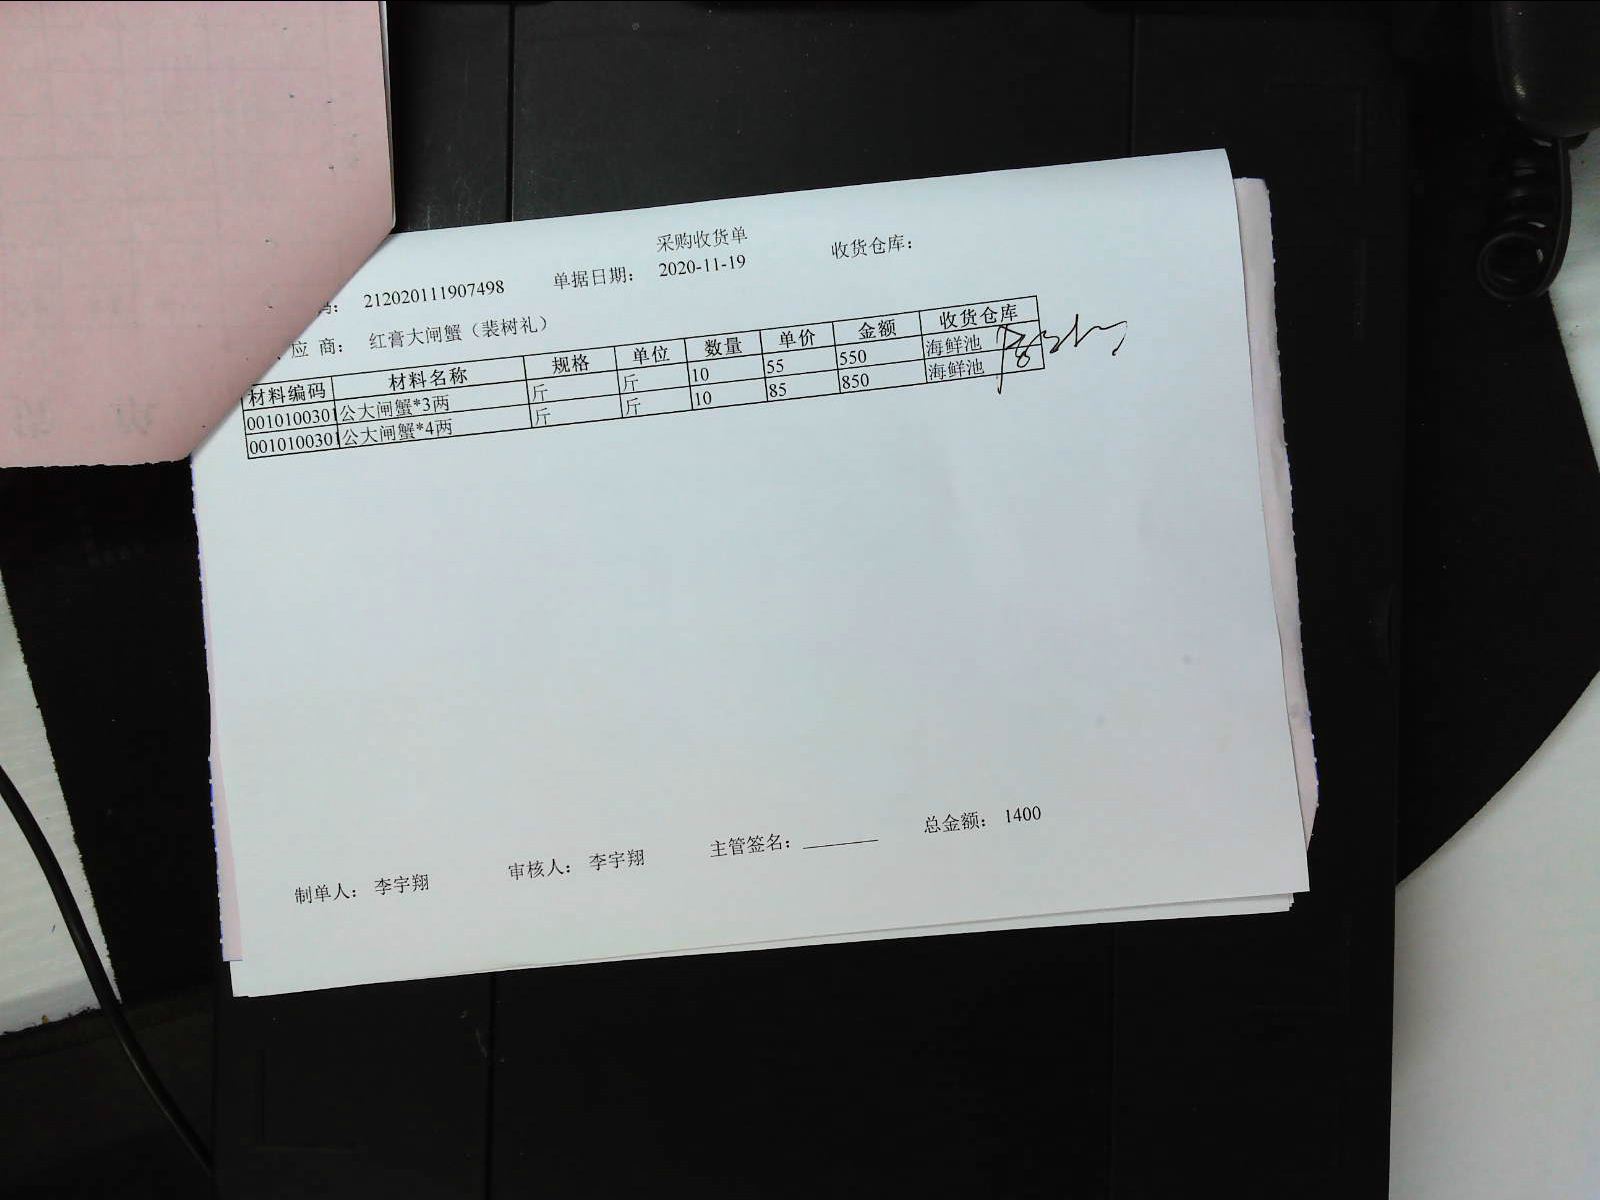 采购收货单
码: 212020111907498 单据日期: 2020-11-19 收货仓库:
应 商: 红膏大闸蟹（裴树礼）
材料编码 材料名称 规格 单位 数量 单价 金额 收货仓库
0010100301 公大闸蟹*3两 斤 斤 10 55 550 海鲜池
0010100301 公大闸蟹*4两 斤 斤 10 85 850 海鲜池
制单人: 李宇翔 审核人: 李宇翔 主管签名: 总金额: 1400